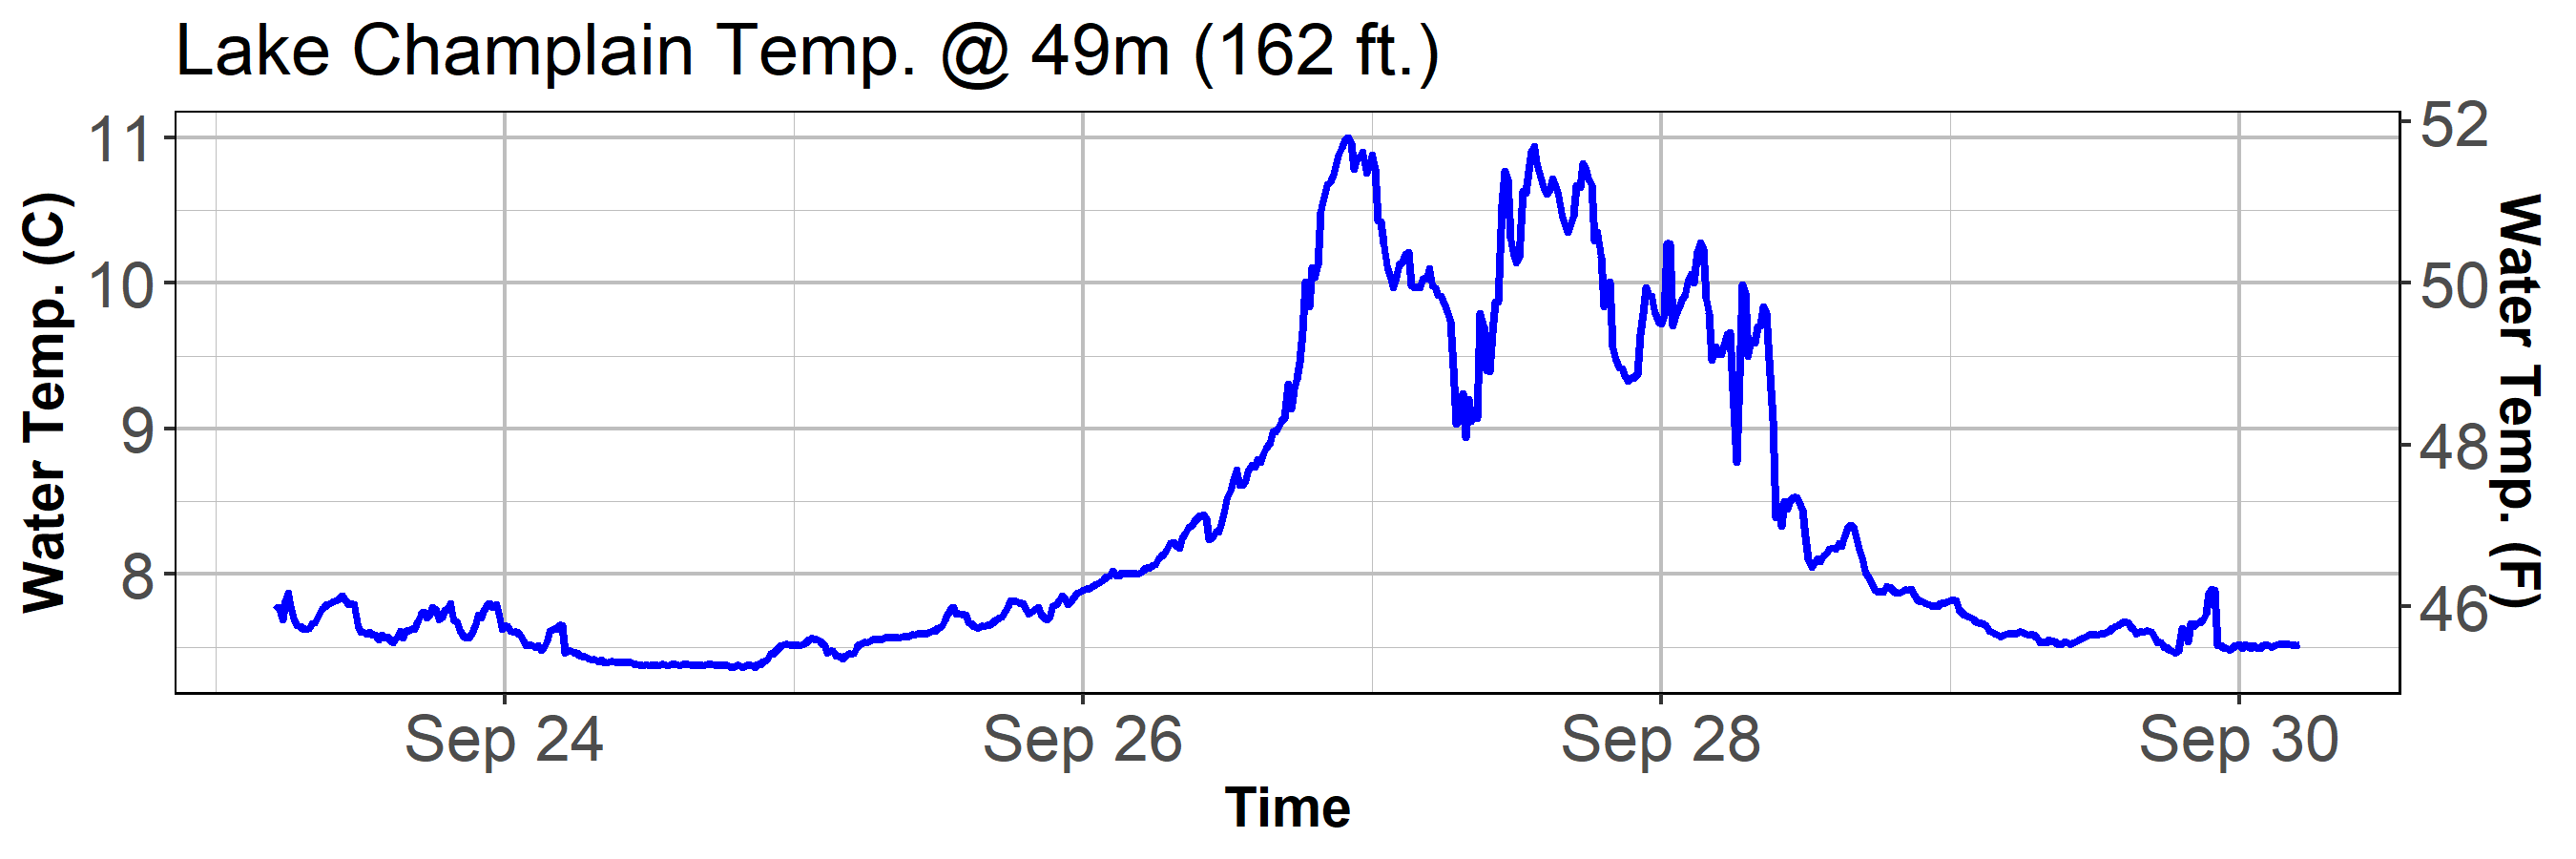 Lake Champlain Temp. @ 49m (162 ft.)
Water Temp. (C)
11
10
9
8
52
50
48
46
Water Temp. (F)
Sep 24
Sep 26
Sep 28
Sep 30
Time